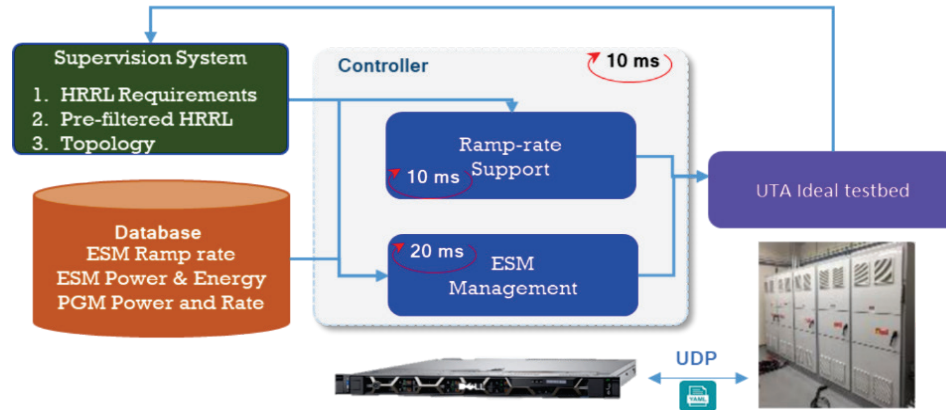 Supervision System
1. HRRL Requirements
2. Pre-filtered HRRL
3. Topology
Database
ESM Ramp rate
ESM Power & Energy
PGM Power and Rate
Controller
10 ms
Ramp-rate
Support
10 ms
20 ms
ESM
Management
UTA Ideal testbed
DELL
UDP
YAML